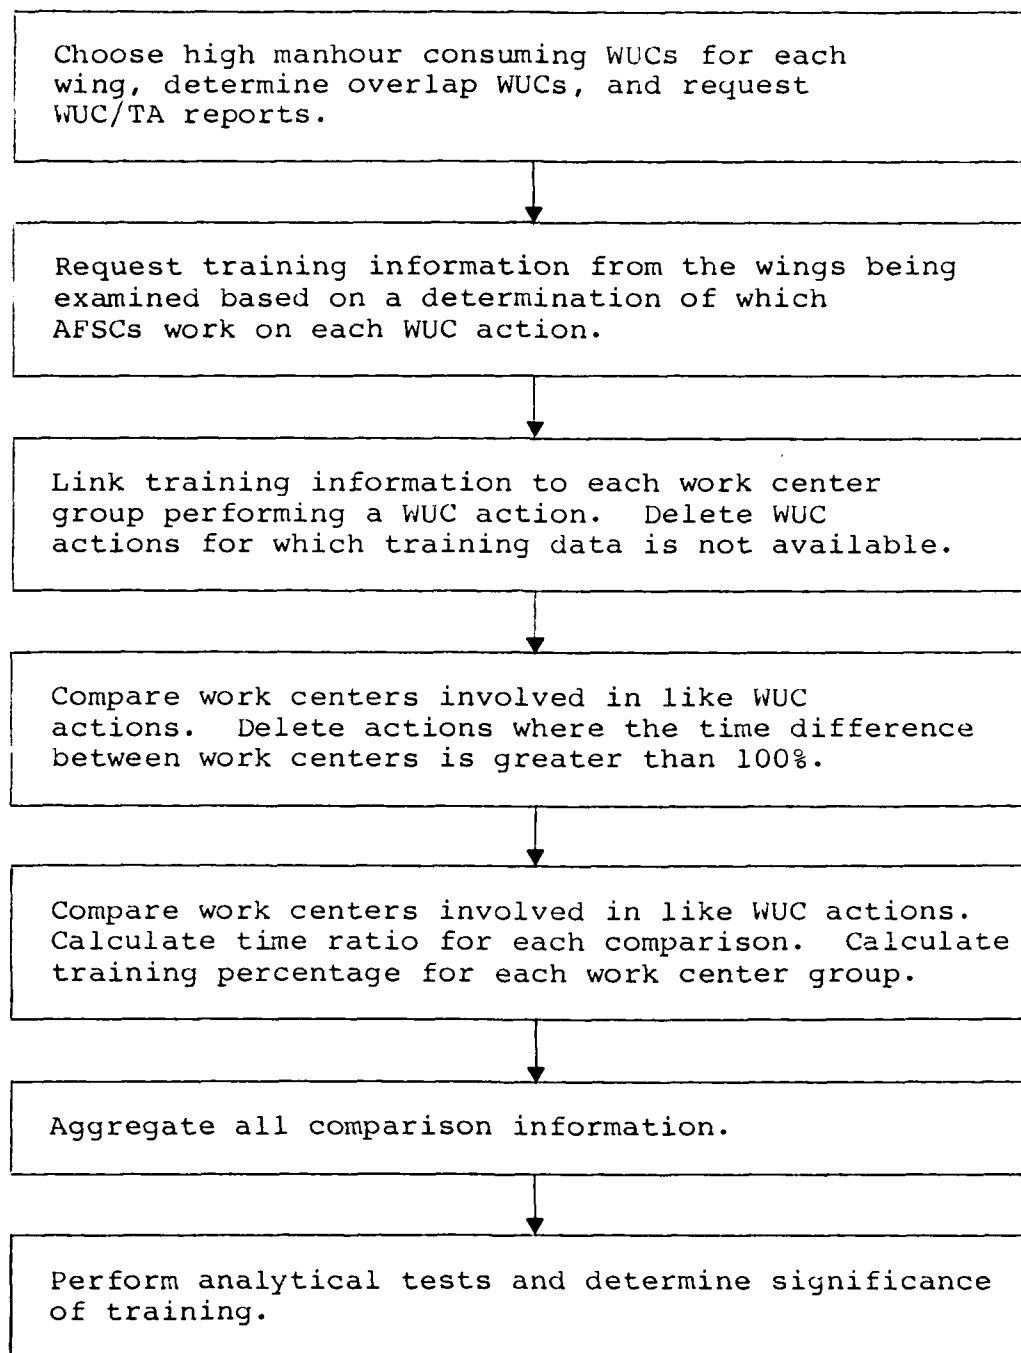 Choose high manhour consuming WUCs for each
wing, determine overlap WUCs, and request
WUC/TA reports.
Request training information from the wings being
examined based on a determination of which
AFSCs work on each WUC action.
Link training information to each work center
group performing a WUC action.  Delete WUC
actions for which training data is not available.
Compare work centers involved in like WUC
actions.  Delete actions where the time difference
between work centers is greater than 100%.
Compare work centers involved in like WUC actions.
Calculate time ratio for each comparison.  Calculate
training percentage for each work center group.
Aggregate all comparison information.
Perform analytical tests and determine significance
of training.